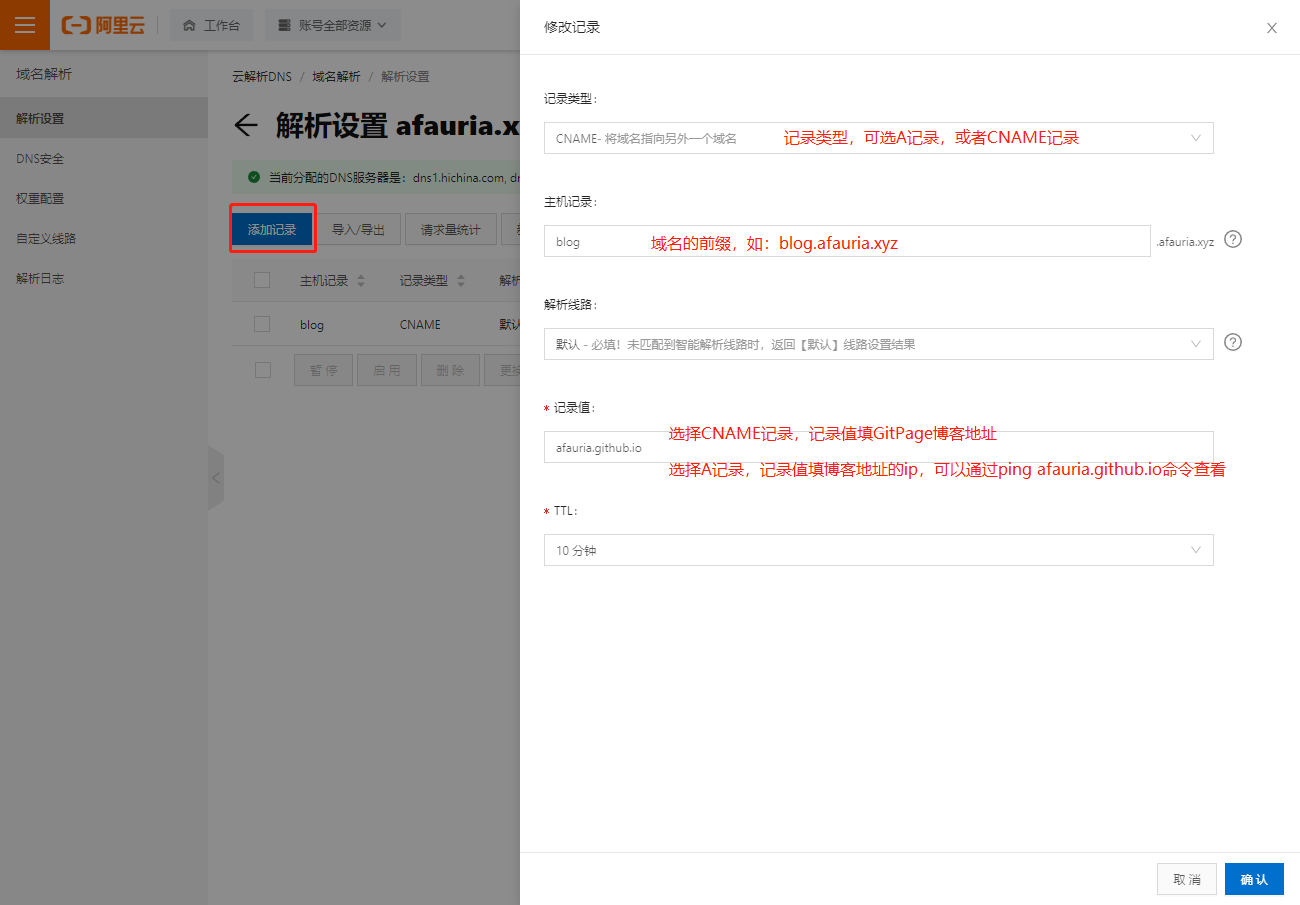 阿里云
工作台
账号全部资源
域名解析
解析设置
DNS安全
权重配置
自定义线路
解析日志
云解析DNS / 域名解析 / 解析设置
解析设置 afauria.x
当前分配的DNS服务器是：dns1.hichina.com,
添加记录
导入/导出
请求量统计
主机记录
记录类型
解析
blog
CNAME
默认
暂停
启用
删除
修改记录
记录类型：
CNAME- 将域名指向另外一个域名
记录类型，可选A记录，或者CNAME记录
主机记录：
blog
域名的前缀，如：blog.afauria.xyz
.afauria.xyz
解析线路：
默认 - 必填！未匹配到智能解析线路时，返回【默认】线路设置结果
* 记录值：
选择CNAME记录，记录值填GitPage博客地址
afauria.github.io
选择A记录，记录值填博客地址的ip，可以通过ping afauria.github.io命令查看
* TTL：
10 分钟
取消
确认